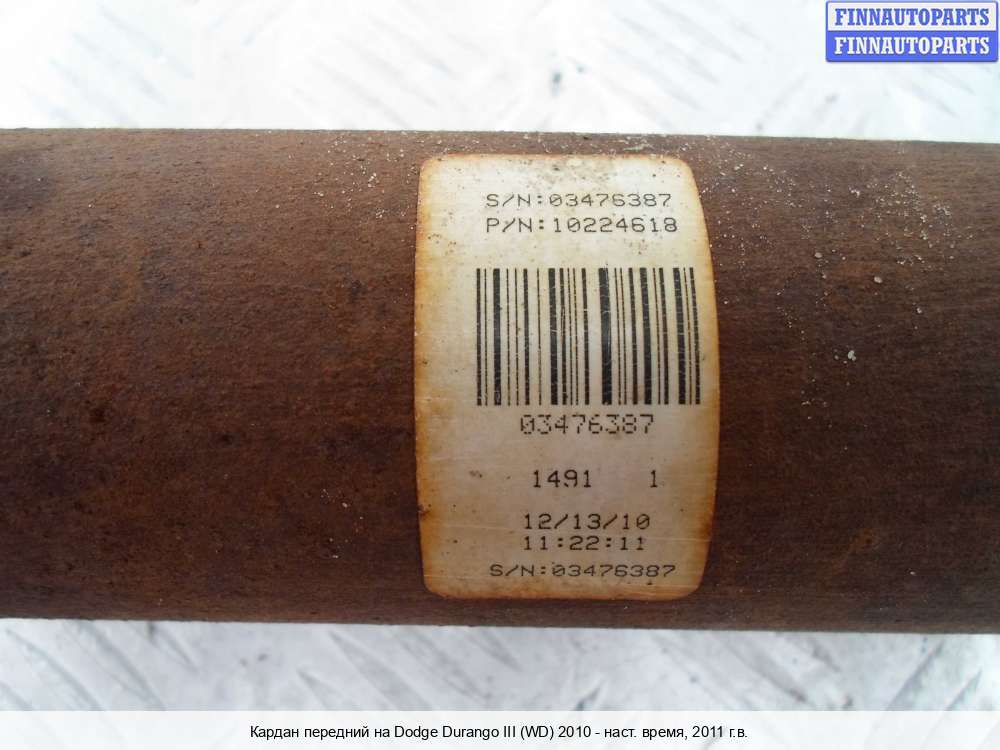 FINNAUTOPARTS
FINNAUTOPARTS
S/N:03476387
P/N:10224618
03476387
1491 1
12/13/10
11:22:11
S/N:03476387
Кардан передний на Dodge Durango III (WD) 2010 - наст. время, 2011 г.в.